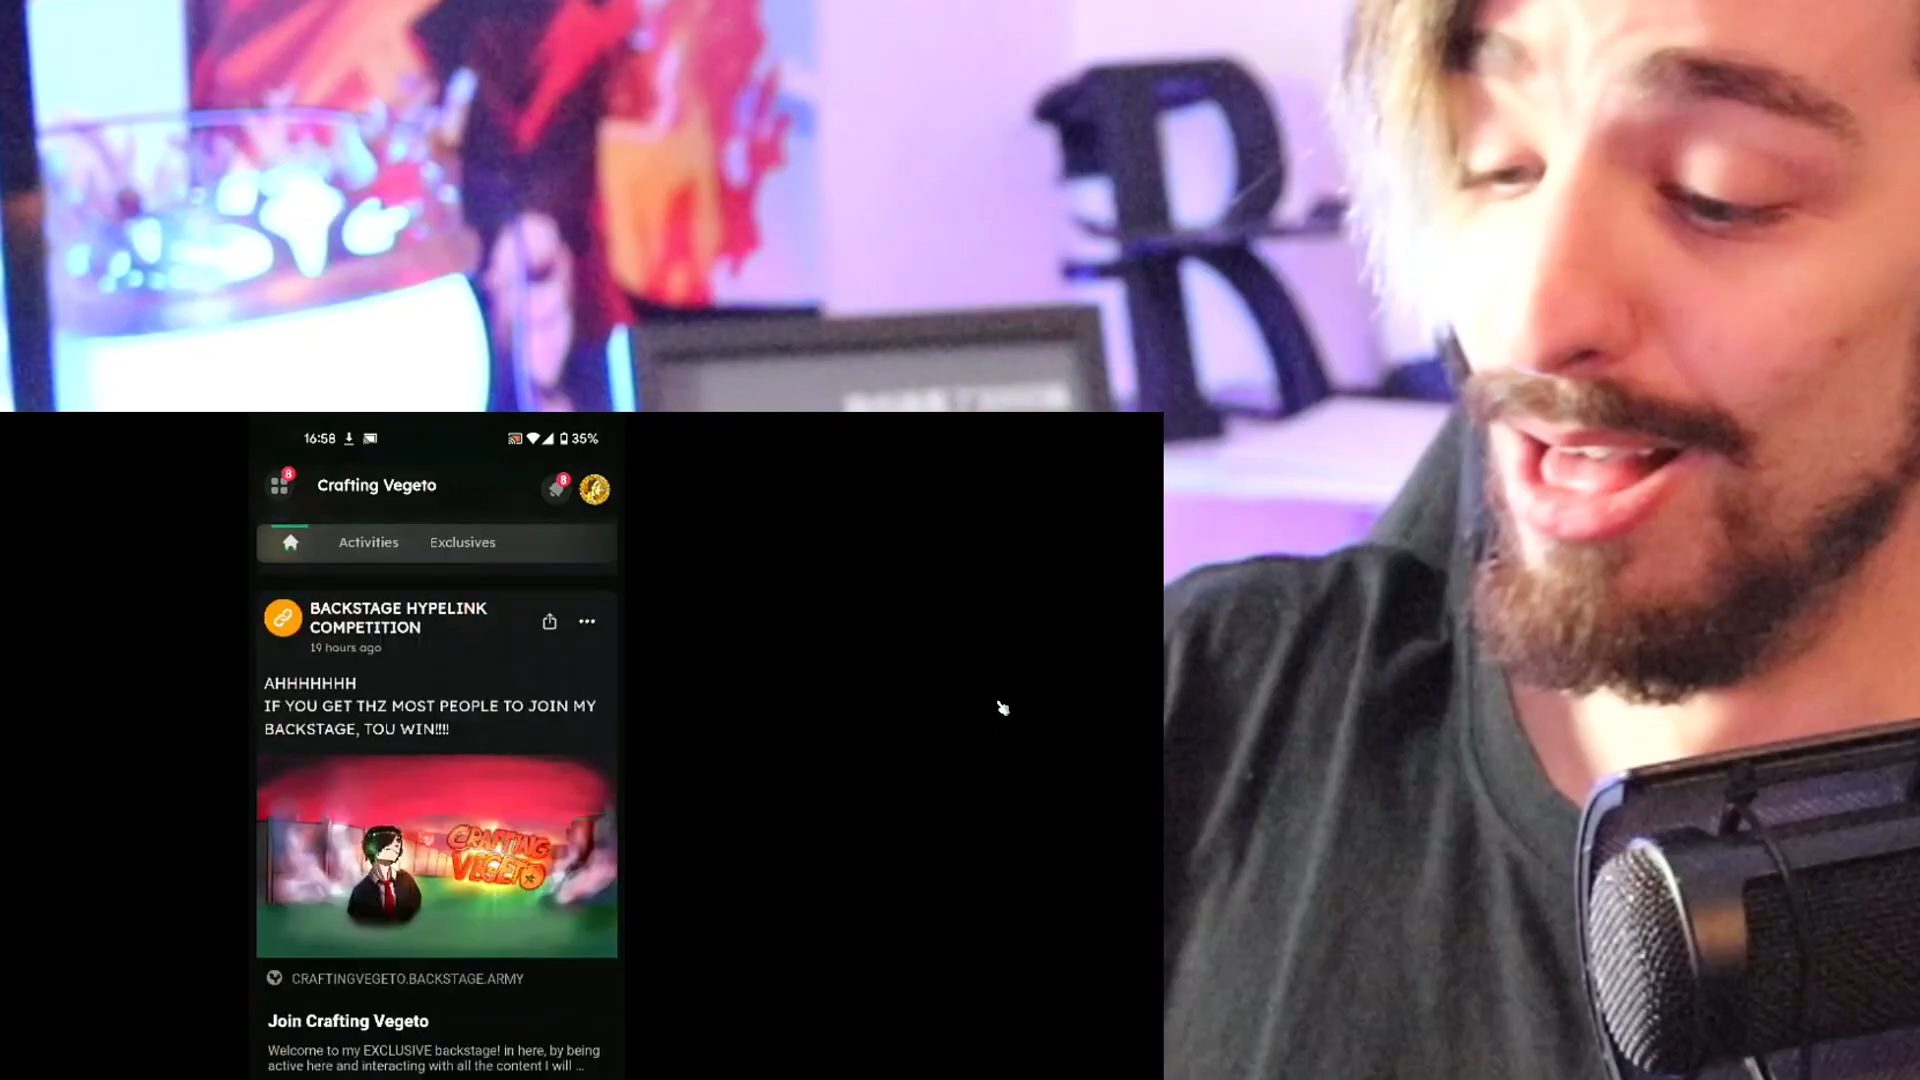 16:58
35%
8
Crafting Vegeto
8
Activities Exclusives
BACKSTAGE HYPELINK
COMPETITION
19 hours ago
AHHHHHHH
IF YOU GET THZ MOST PEOPLE TO JOIN MY
BACKSTAGE, TOU WIN!!!!
CRAFTING
VEGETO
CRAFTINGVEGETO.BACKSTAGE.ARMY
Join Crafting Vegeto
Welcome to my EXCLUSIVE backstage! in here, by being
active here and interacting with all the content I will ...